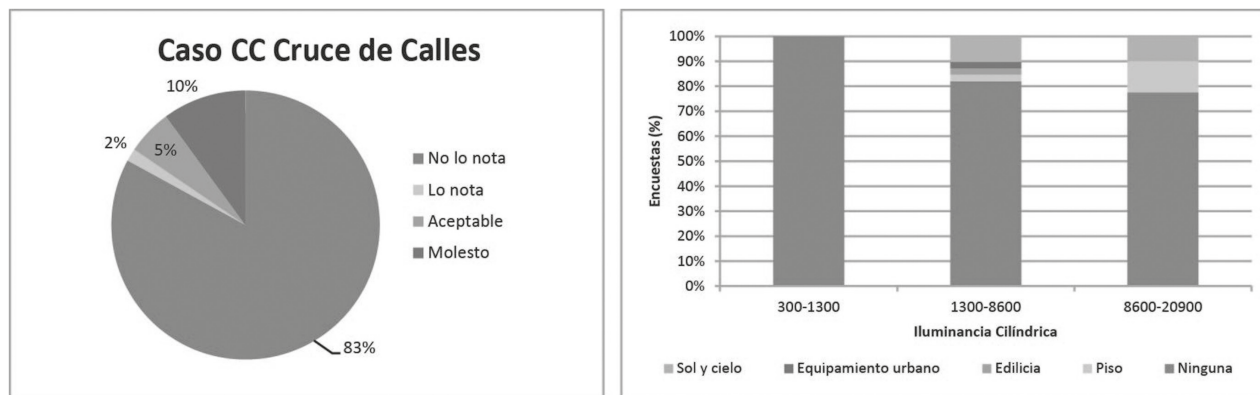 Caso CC Cruce de Calles
10%
2%
5%
83%
No lo nota
Lo nota
Aceptable
Molesto
100%
90%
80%
70%
60%
50%
40%
30%
20%
10%
0%
Encuestas (%)
300-1300 1300-8600 8600-20900
Iluminancia Cilíndrica
Sol y cielo Equipamiento urbano Edilicia Piso Ninguna